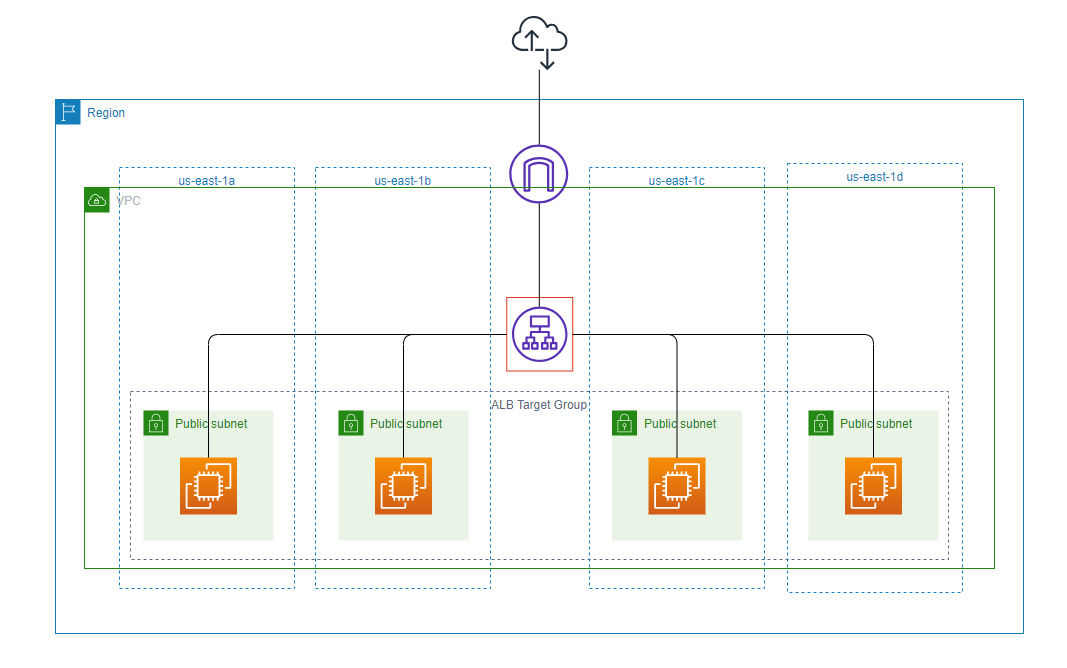 Region
us-east-1a
us-east-1b
us-east-1c
us-east-1d
VPC
ALB Target Group
Public subnet
Public subnet
Public subnet
Public subnet